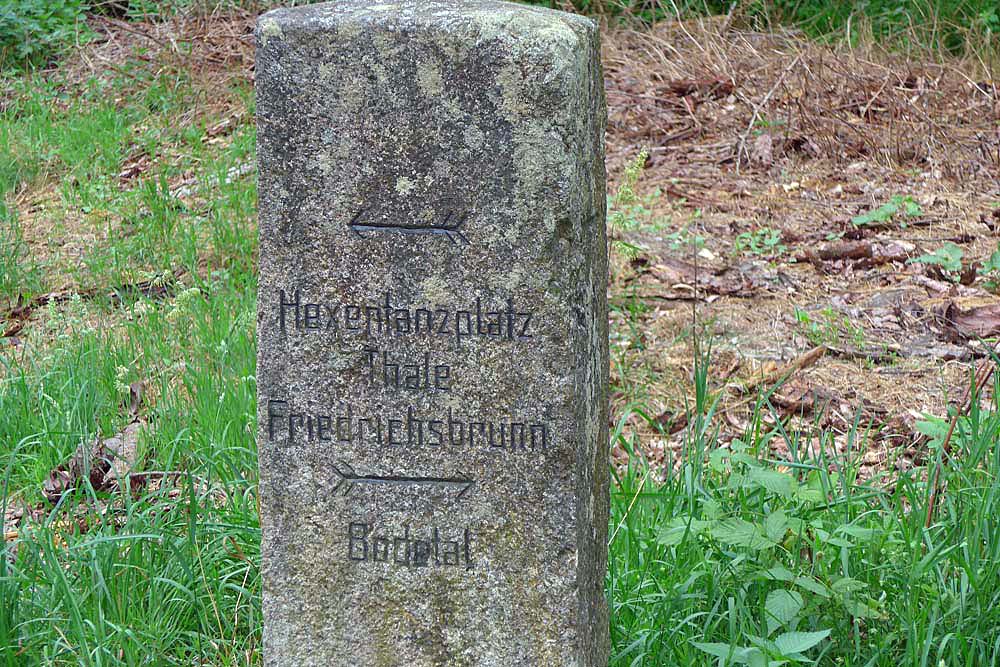 Hexentanzplatz
Thale
Friedrichsbrunn
Bodetal